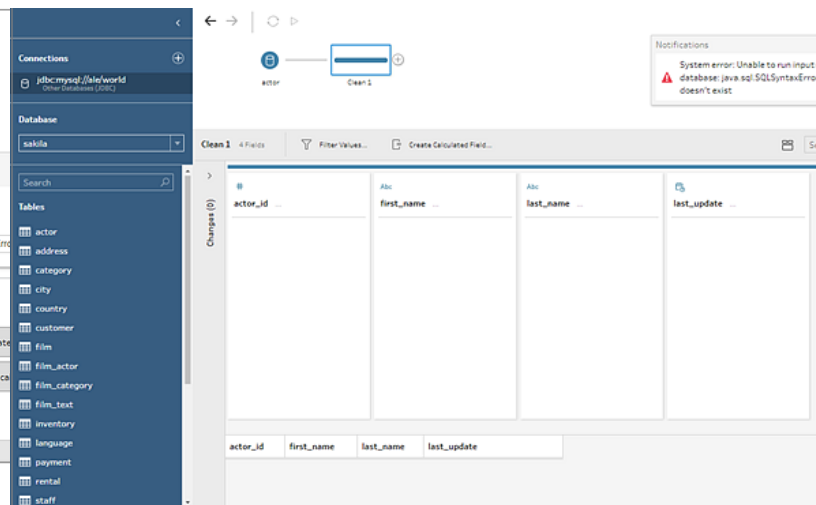 Connections
jdbc:mysql://ale/world
Other Databases (JDBC)
Database
sakila
Search
Tables
actor
address
category
city
country
customer
film
film_actor
film_category
film_text
inventory
language
payment
rental
staff
actor
Clean 1
Notifications
System error: Unable to run input
database: java.sql.SQLSyntaxErro
doesn't exist
Clean 1 4 Fields Filter Values... Create Calculated Field...
Changes (0)
#
actor_id ...
Abc
first_name ...
Abc
last_name ...
last_update ...
actor_id first_name last_name last_update